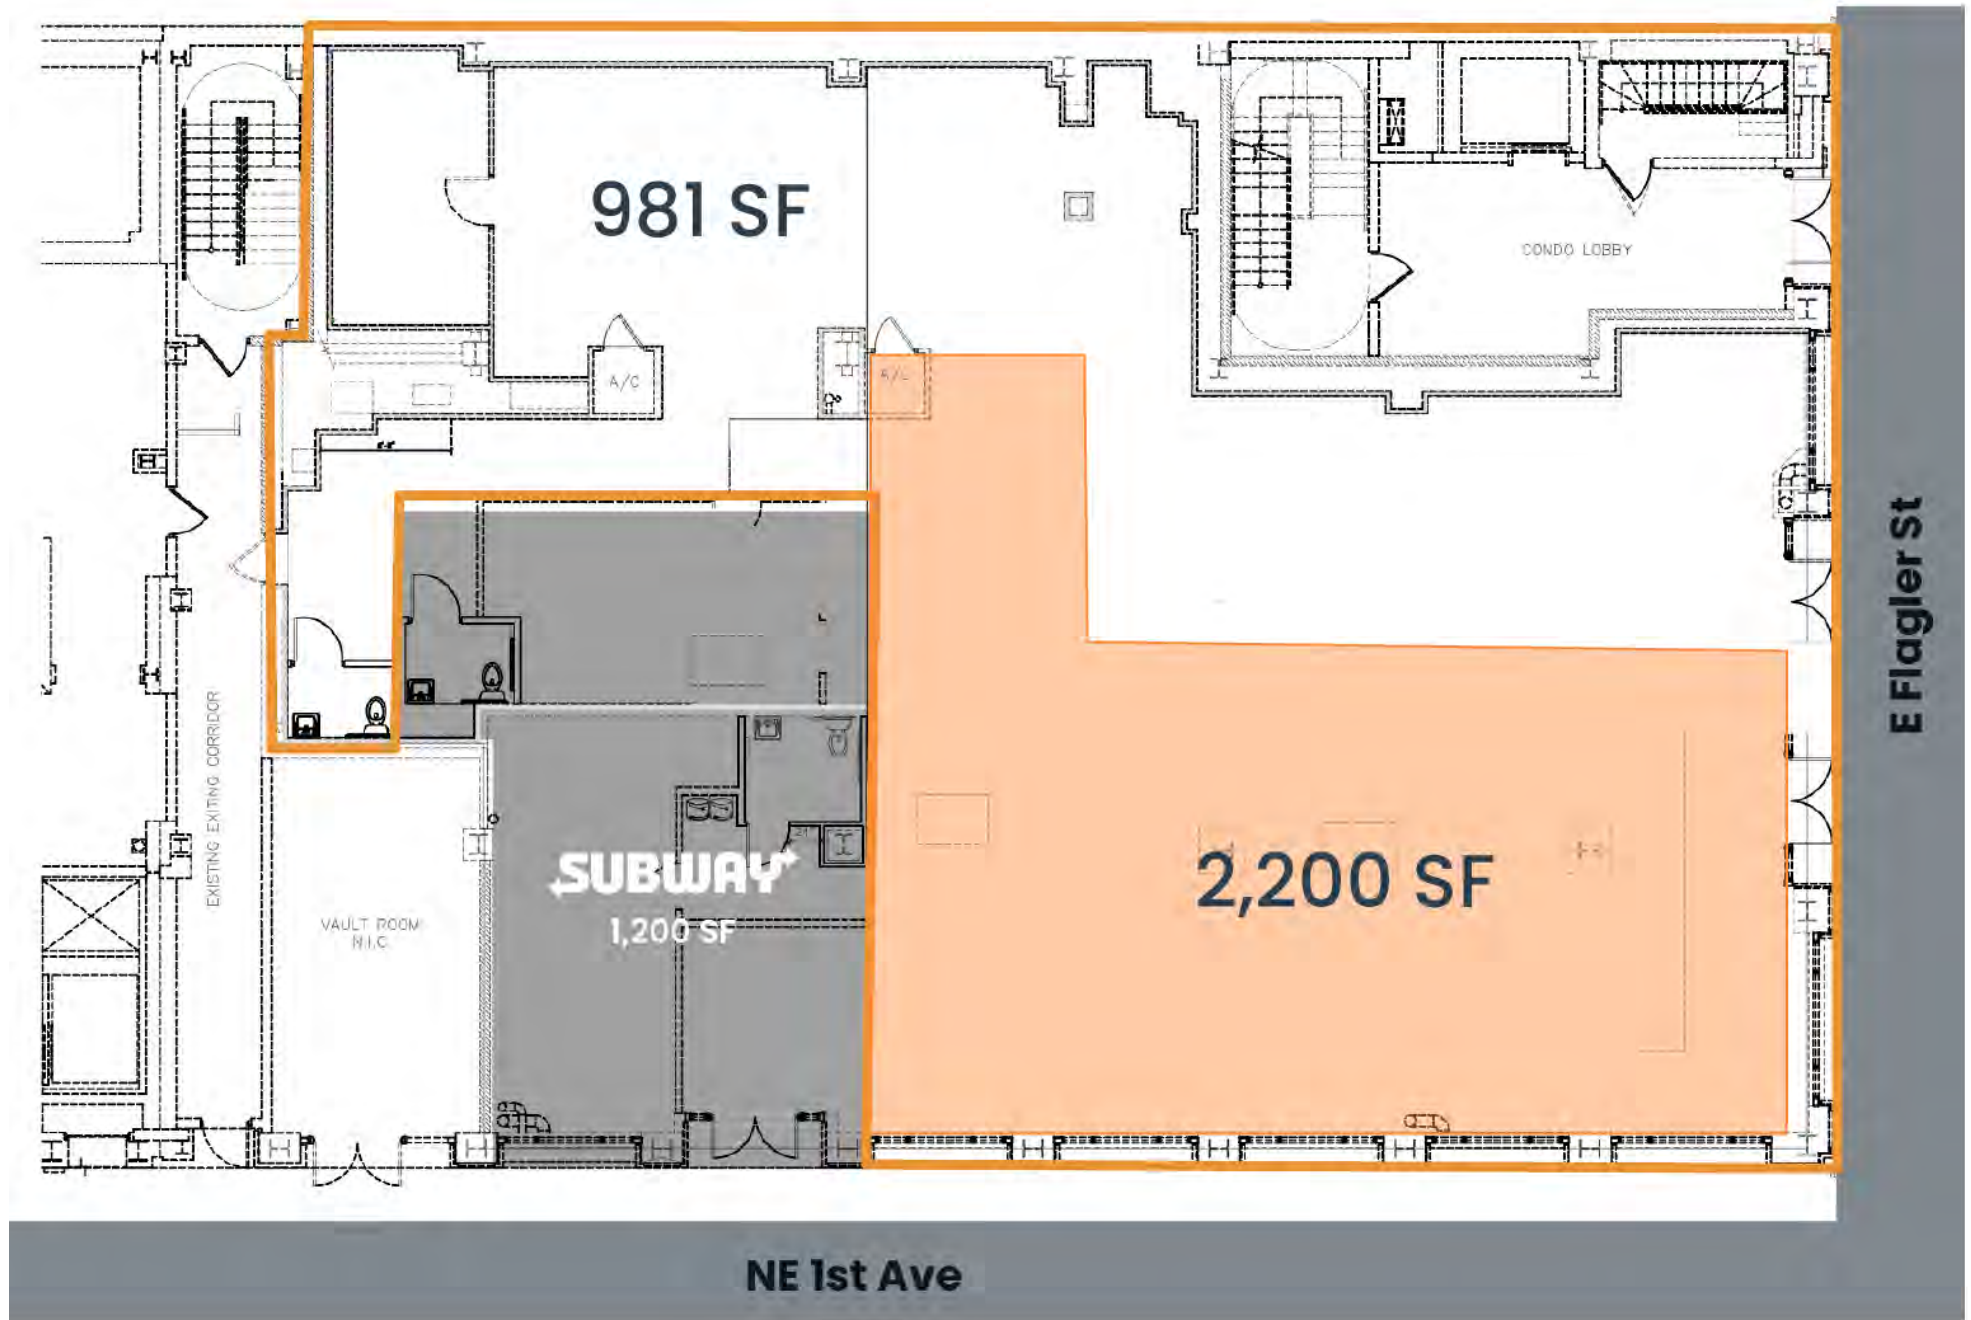 981 SF
CONDO LOBBY
A/C
A/C
E Flagler St
EXISTING EXITING CORRIDOR
SUBWAY
1,200 SF
VAULT ROOM
N.I.C.
2,200 SF
NE 1st Ave